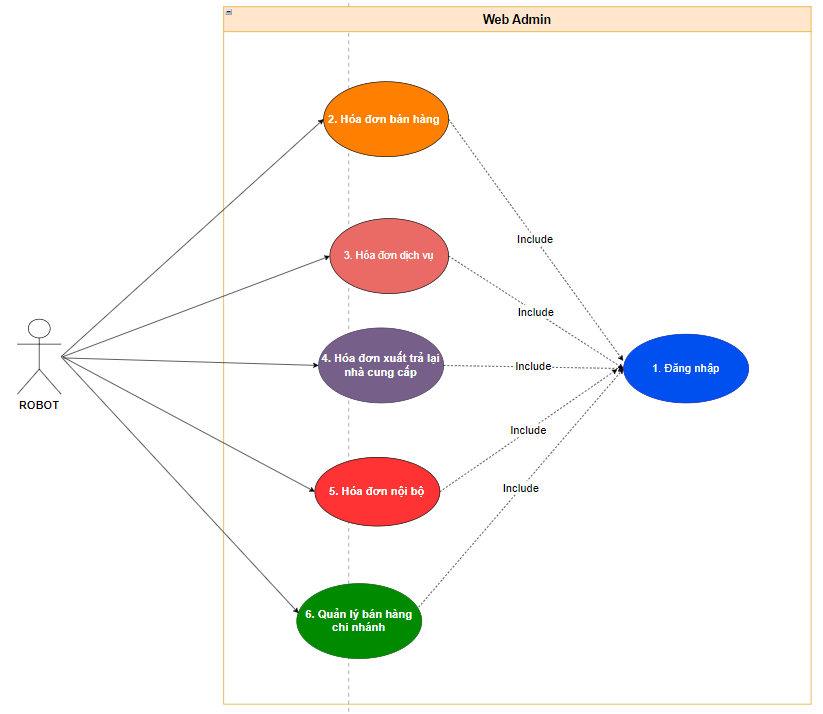 Web Admin
2. Hóa đơn bán hàng
Include
3. Hóa đơn dịch vụ
Include
4. Hóa đơn xuất trả lại
nhà cung cấp
Include
1. Đăng nhập
ROBOT
Include
5. Hóa đơn nội bộ
Include
6. Quản lý bán hàng
chi nhánh